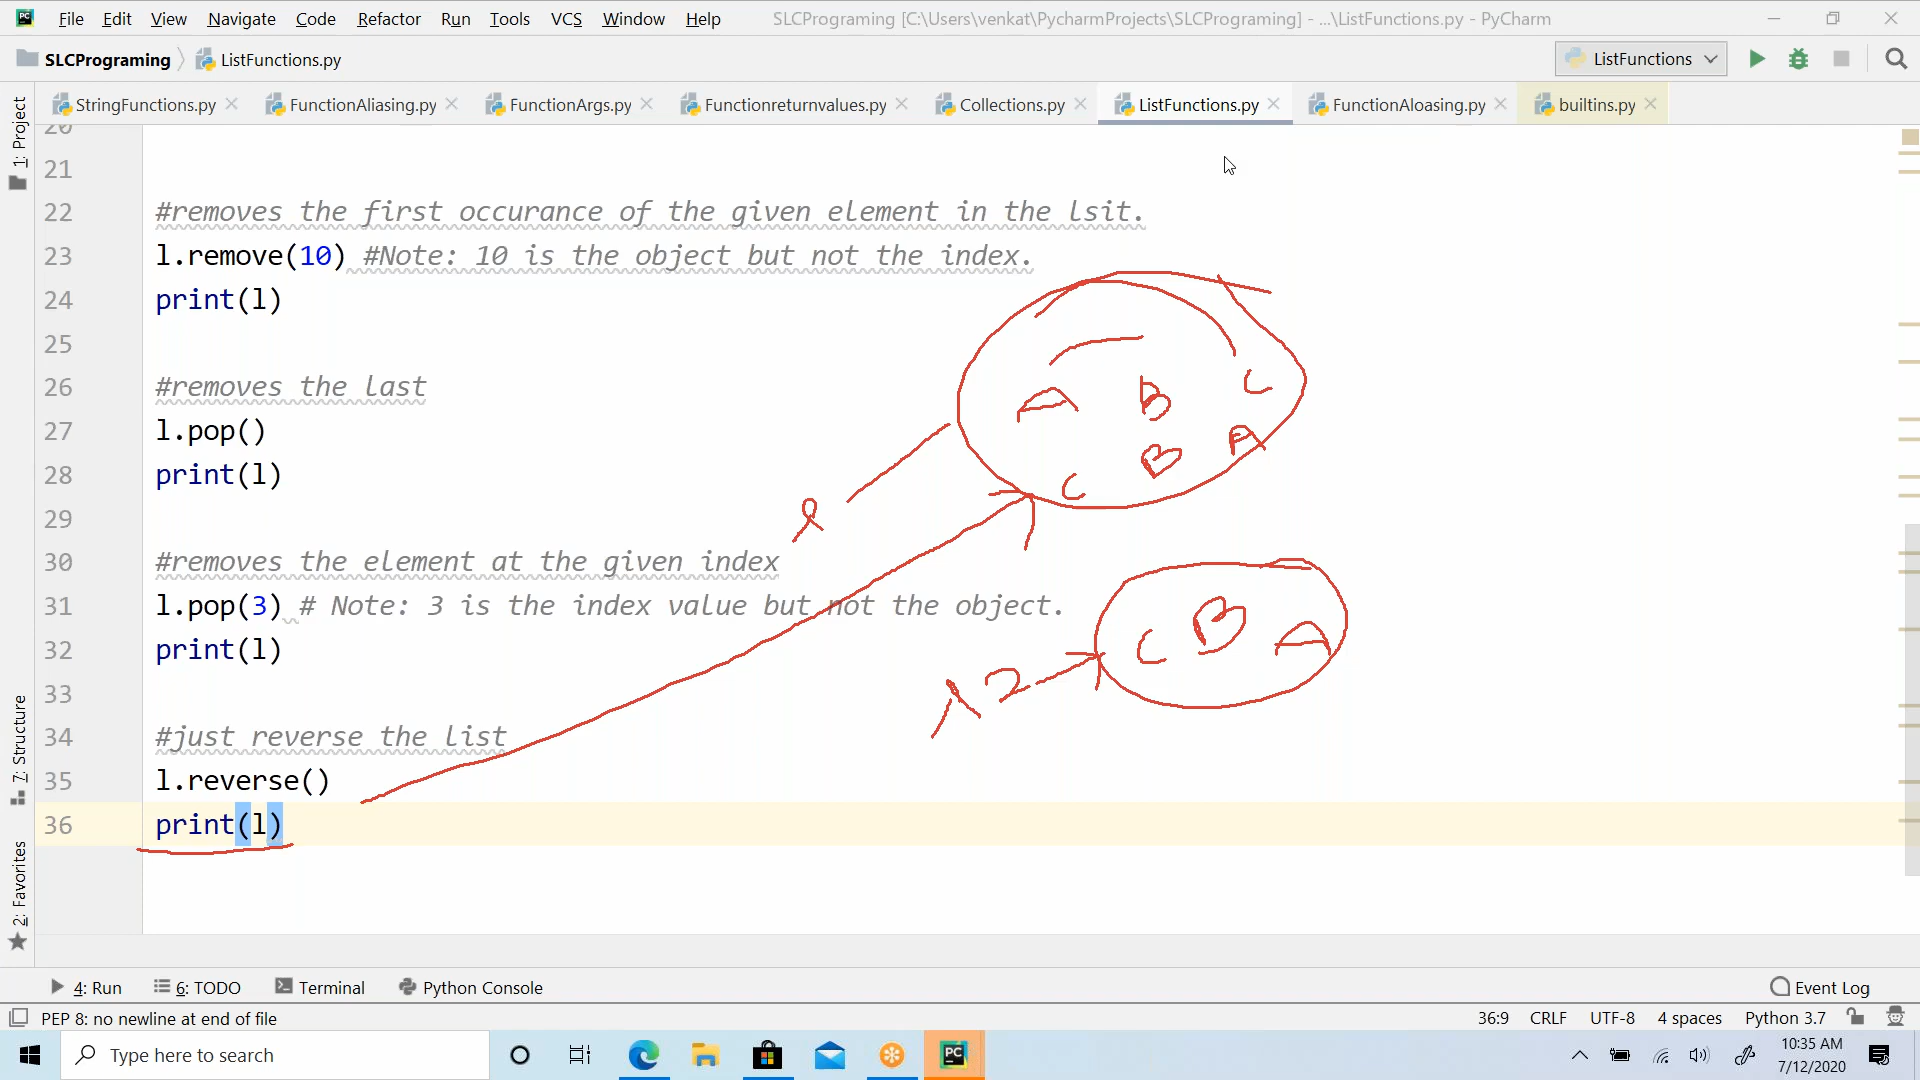 File Edit View Navigate Code Refactor Run Tools VCS Window Help SLCPrograming [C:\Users\venkat\PycharmProjects\SLCPrograming] - ...\ListFunctions.py - PyCharm
SLCPrograming ListFunctions.py ListFunctions
StringFunctions.py FunctionAliasing.py FunctionArgs.py Functionreturnvalues.py Collections.py ListFunctions.py FunctionAloasing.py builtins.py
1: Project
20
21
22 #removes the first occurance of the given element in the lsit.
23 l.remove(10) #Note: 10 is the object but not the index.
24 print(l)
25
26 #removes the last
27 l.pop()
28 print(l)
29
30 #removes the element at the given index
31 l.pop(3) # Note: 3 is the index value but not the object.
32 print(l)
33
34 #just reverse the list
35 l.reverse()
36 print(l)
A B C
C B A
l
C B A
l2
7: Structure
2: Favorites
4: Run 6: TODO Terminal Python Console Event Log
PEP 8: no newline at end of file 36:9 CRLF UTF-8 4 spaces Python 3.7
Type here to search
PC
10:35 AM
7/12/2020